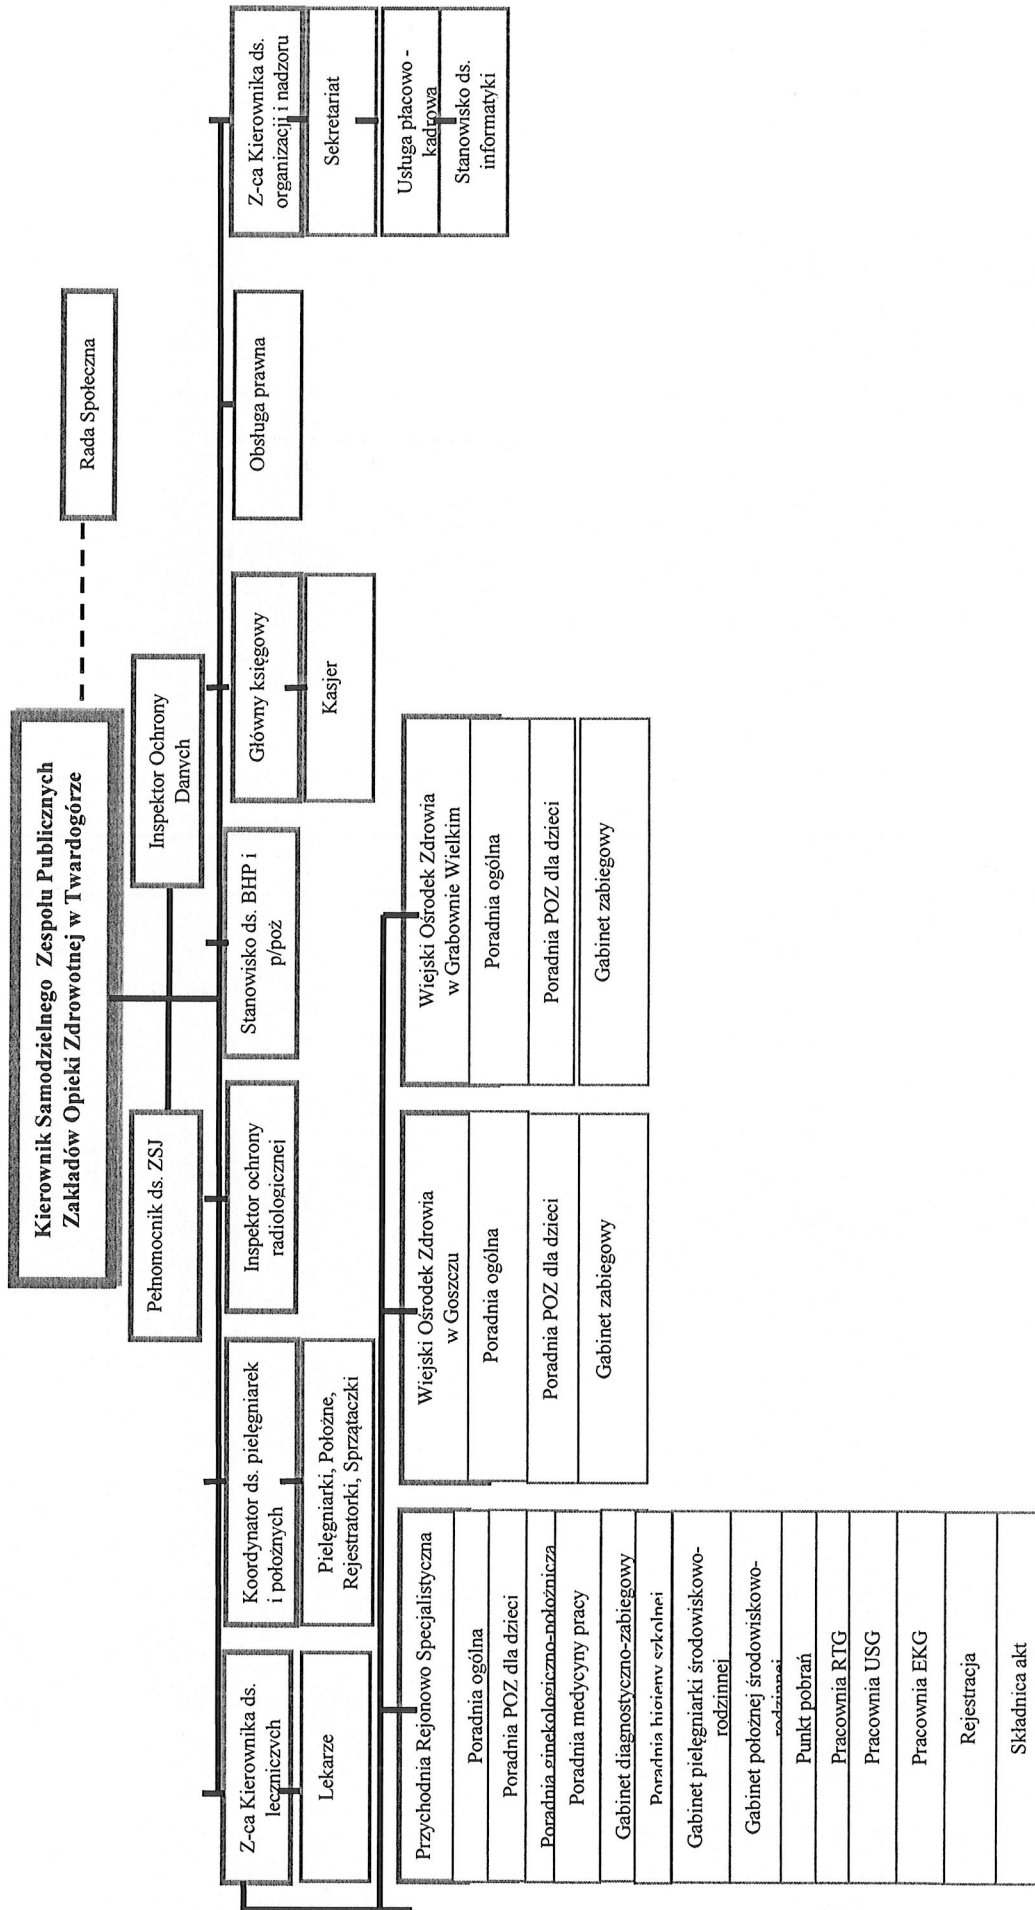 Kierownik Samodzielnego Zespołu Publicznych
Zakładów Opieki Zdrowotnej w Twardogórze
Rada Społeczna
Pełnomocnik ds. ZSJ
Inspektor Ochrony
Danych
Z-ca Kierownika ds.
leczniczych
Lekarze
Koordynator ds. pielęgniarek
i położnych
Pielęgniarki, Położne,
Rejestratorki, Sprzątaczki
Inspektor ochrony
radiologicznej
Stanowisko ds. BHP i
p/poż
Główny księgowy
Kasjer
Obsługa prawna
Z-ca Kierownika ds.
organizacji i nadzoru
Sekretariat
Usługa płacowo -
kadrowa
Stanowisko ds.
informatyki
Przychodnia Rejonowo Specjalistyczna
Poradnia ogólna
Poradnia POZ dla dzieci
Poradnia ginekologiczno-położnicza
Poradnia medycyny pracy
Gabinet diagnostyczno-zabiegowy
Poradnia higieny szkolnej
Gabinet pielęgniarki środowiskowo-
rodzinnej
Gabinet położnej środowiskowo-
rodzinnej
Punkt pobrań
Pracownia RTG
Pracownia USG
Pracownia EKG
Rejestracja
Składnica akt
Wiejski Ośrodek Zdrowia
w Goszczu
Poradnia ogólna
Poradnia POZ dla dzieci
Gabinet zabiegowy
Wiejski Ośrodek Zdrowia
w Grabownie Wielkim
Poradnia ogólna
Poradnia POZ dla dzieci
Gabinet zabiegowy